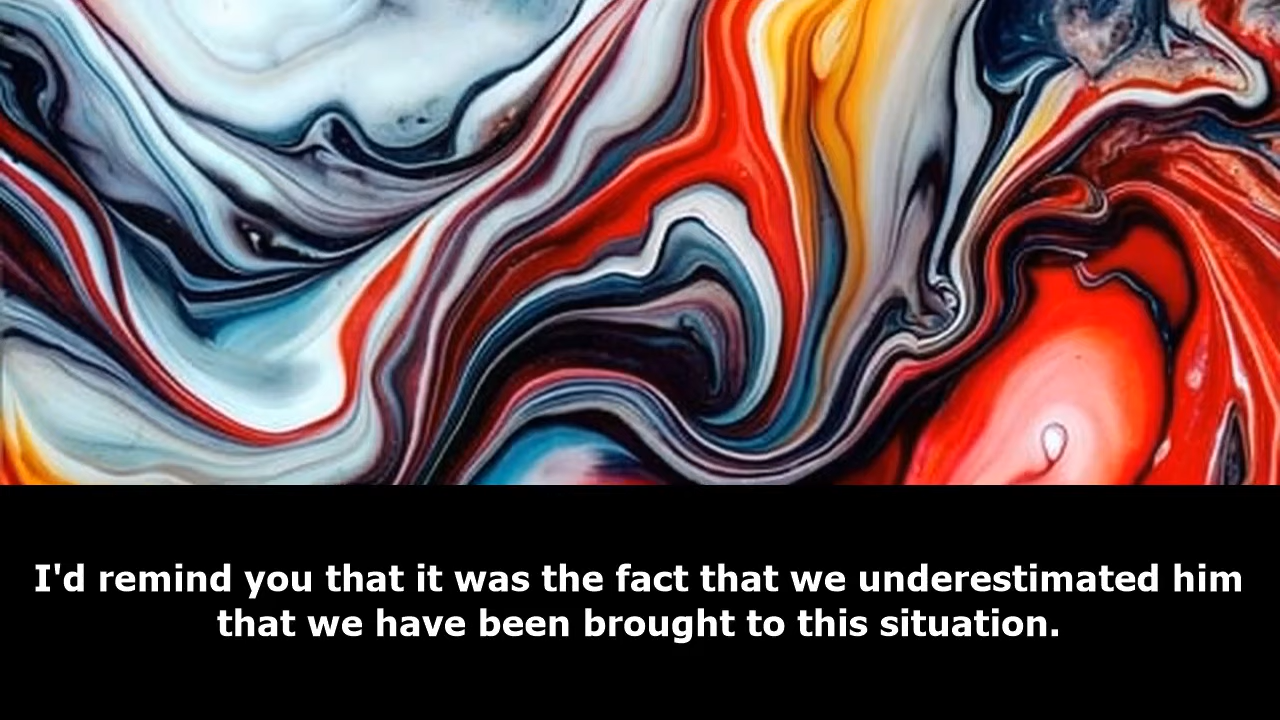 I'd remind you that it was the fact that we underestimated him
that we have been brought to this situation.